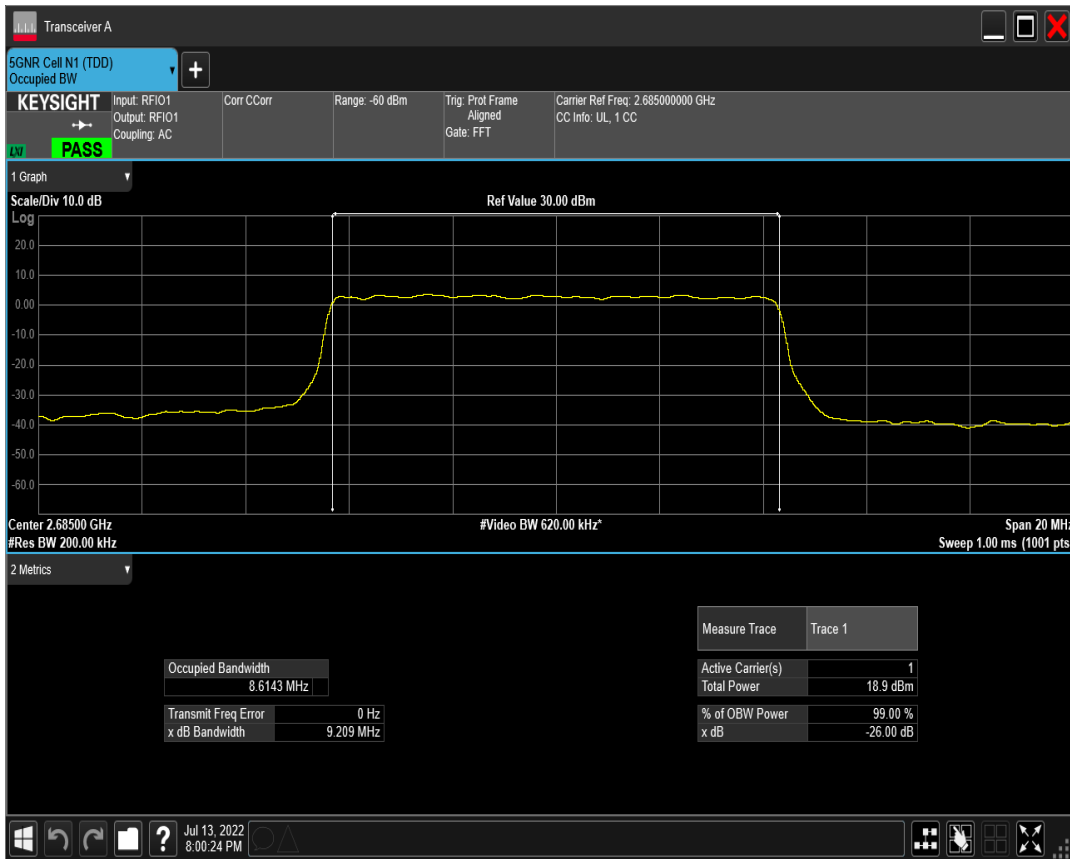 Transceiver A
5GNR Cell N1 (TDD)
Occupied BW
KEYSIGHT
LXI
PASS
Input: RFIO1
Output: RFIO1
Coupling: AC
Corr CCorr
Range: -60 dBm
Trig: Prot Frame
Aligned
Gate: FFT
Carrier Ref Freq: 2.685000000 GHz
CC Info: UL, 1 CC
1 Graph
Scale/Div 10.0 dB
Ref Value 30.00 dBm
Log
20.0
10.0
0.00
-10.0
-20.0
-30.0
-40.0
-50.0
-60.0
Center 2.68500 GHz
#Video BW 620.00 kHz*
Span 20 MHz
#Res BW 200.00 kHz
Sweep 1.00 ms (1001 pts
2 Metrics
Measure Trace Trace 1
Occupied Bandwidth
8.6143 MHz
Active Carrier(s) 1
Total Power 18.9 dBm
Transmit Freq Error 0 Hz
x dB Bandwidth 9.209 MHz
% of OBW Power 99.00 %
x dB -26.00 dB
Jul 13, 2022
8:00:24 PM